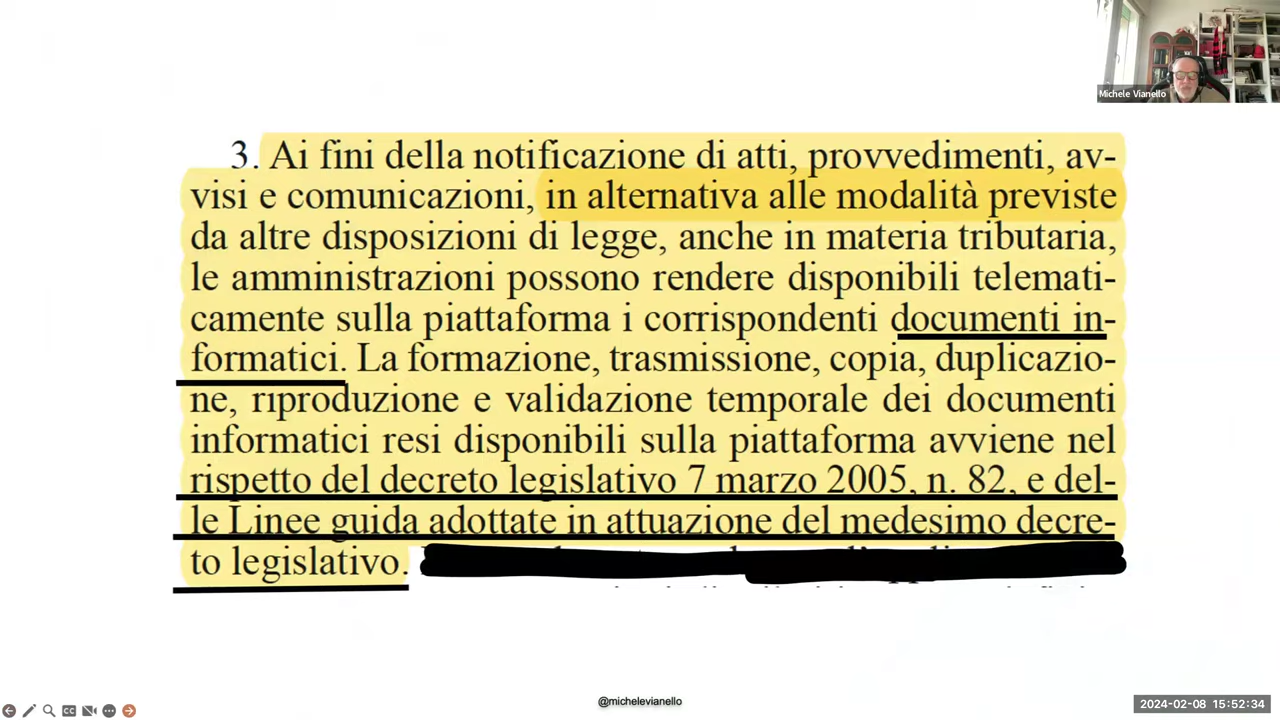 Michele Vianello
3. Ai fini della notificazione di atti, provvedimenti, av-
visi e comunicazioni, in alternativa alle modalità previste
da altre disposizioni di legge, anche in materia tributaria,
le amministrazioni possono rendere disponibili telemati-
camente sulla piattaforma i corrispondenti documenti in-
formatici. La formazione, trasmissione, copia, duplicazio-
ne, riproduzione e validazione temporale dei documenti
informatici resi disponibili sulla piattaforma avviene nel
rispetto del decreto legislativo 7 marzo 2005, n. 82, e del-
le Linee guida adottate in attuazione del medesimo decre-
to legislativo.
@michelevianello
CC
2024-02-08 15:52:34